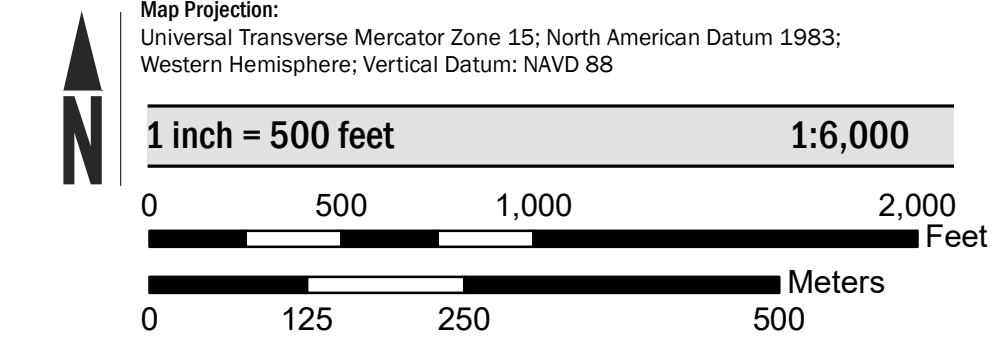 Map Projection:
Universal Transverse Mercator Zone 15; North American Datum 1983;
Western Hemisphere; Vertical Datum: NAVD 88
N
1 inch = 500 feet 1:6,000
0 500 1,000 2,000
Feet
Meters
0 125 250 500